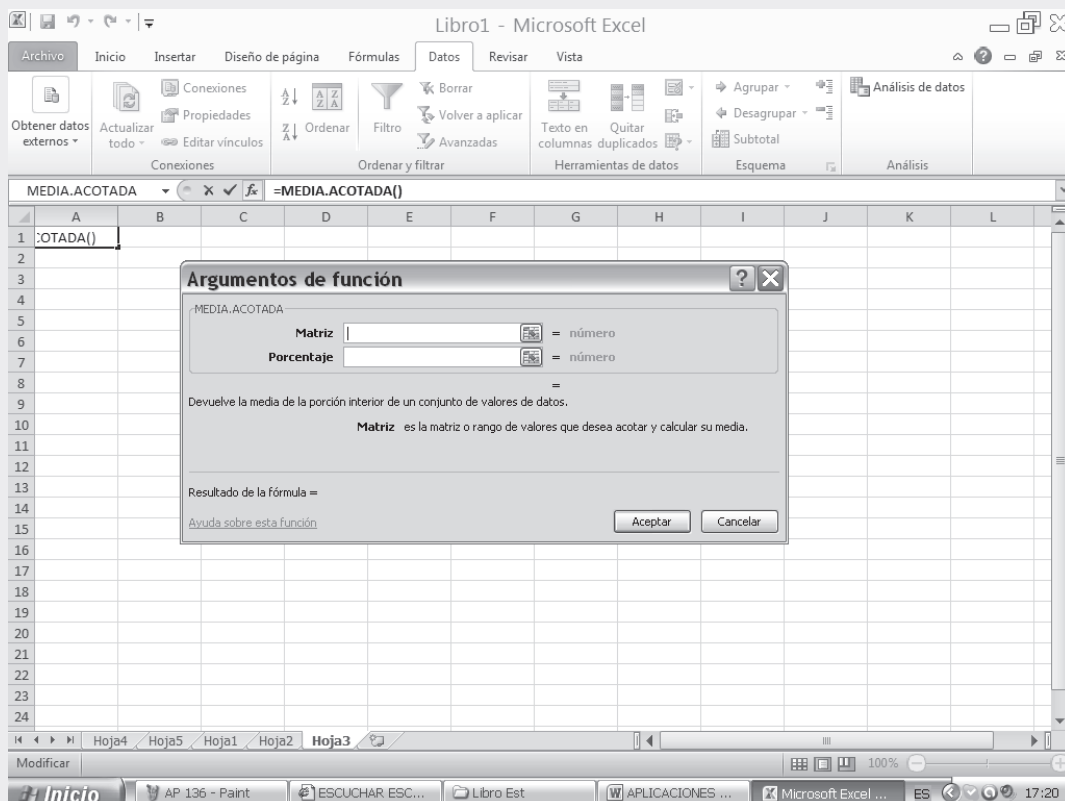 Libro1 - Microsoft Excel
Archivo Inicio Insertar Diseño de página Fórmulas Datos Revisar Vista
Obtener datos externos
Actualizar todo
Conexiones
Propiedades
Editar vínculos
Conexiones
Ordenar
Filtro
Borrar
Volver a aplicar
Avanzadas
Ordenar y filtrar
Texto en columnas
Quitar duplicados
Herramientas de datos
Agrupar
Desagrupar
Subtotal
Esquema
Análisis de datos
Análisis
MEDIA.ACOTADA fx =MEDIA.ACOTADA()
A B C D E F G H I J K L
1 :OTADA()
2
3
4
5
6
7
8
9
10
11
12
13
14
15
16
17
18
19
20
21
22
23
24
Argumentos de función
MEDIA.ACOTADA
Matriz = número
Porcentaje = número
=
Devuelve la media de la porción interior de un conjunto de valores de datos.
Matriz es la matriz o rango de valores que desea acotar y calcular su media.
Resultado de la fórmula =
Ayuda sobre esta función
Aceptar Cancelar
Hoja4 Hoja5 Hoja1 Hoja2 Hoja3
Modificar 100%
Inicio AP 136 - Paint ESCUCHAR ESC... Libro Est APLICACIONES ... Microsoft Excel ... ES 17:20